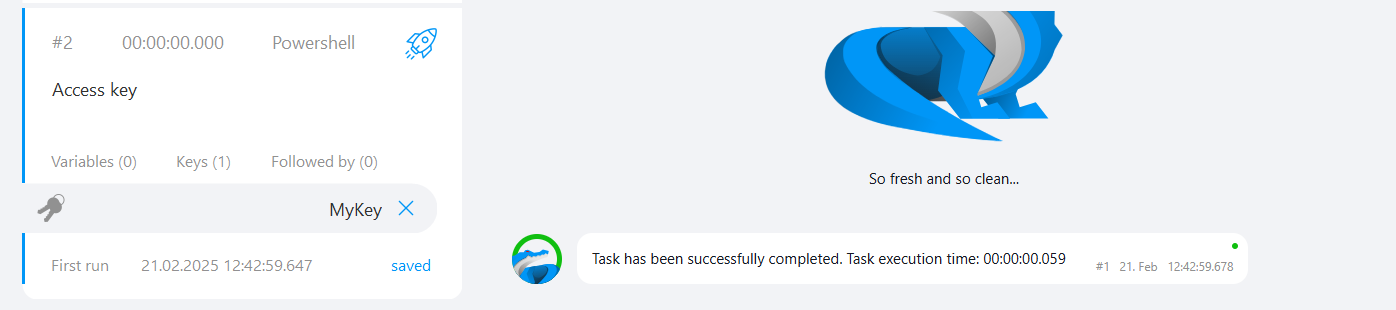 #2 00:00:00.000 Powershell
Access key
Variables (0) Keys (1) Followed by (0)
MyKey
First run 21.02.2025 12:42:59.647 saved
So fresh and so clean...
Task has been successfully completed. Task execution time: 00:00:00.059
#1 21. Feb 12:42:59.678